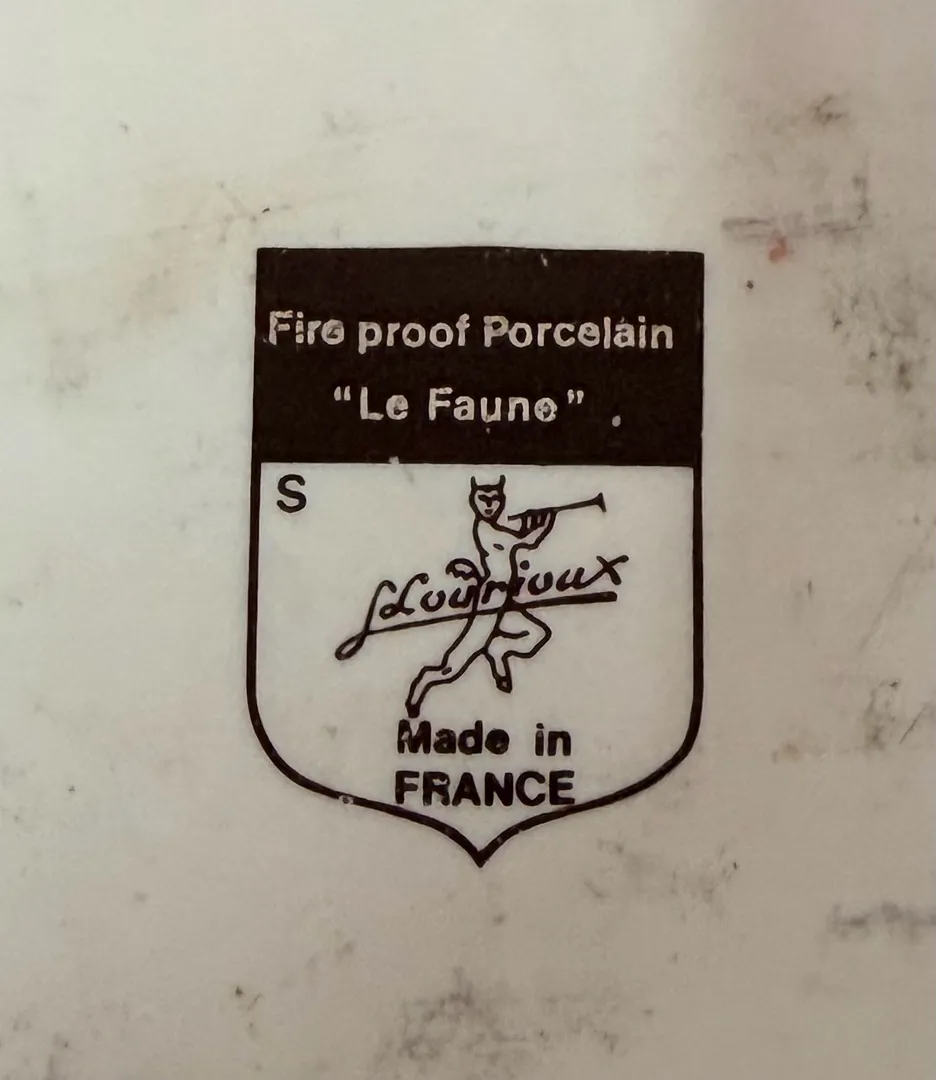 Fire proof Porcelain
“Le Faune”
S
Lourioux
Made in
FRANCE